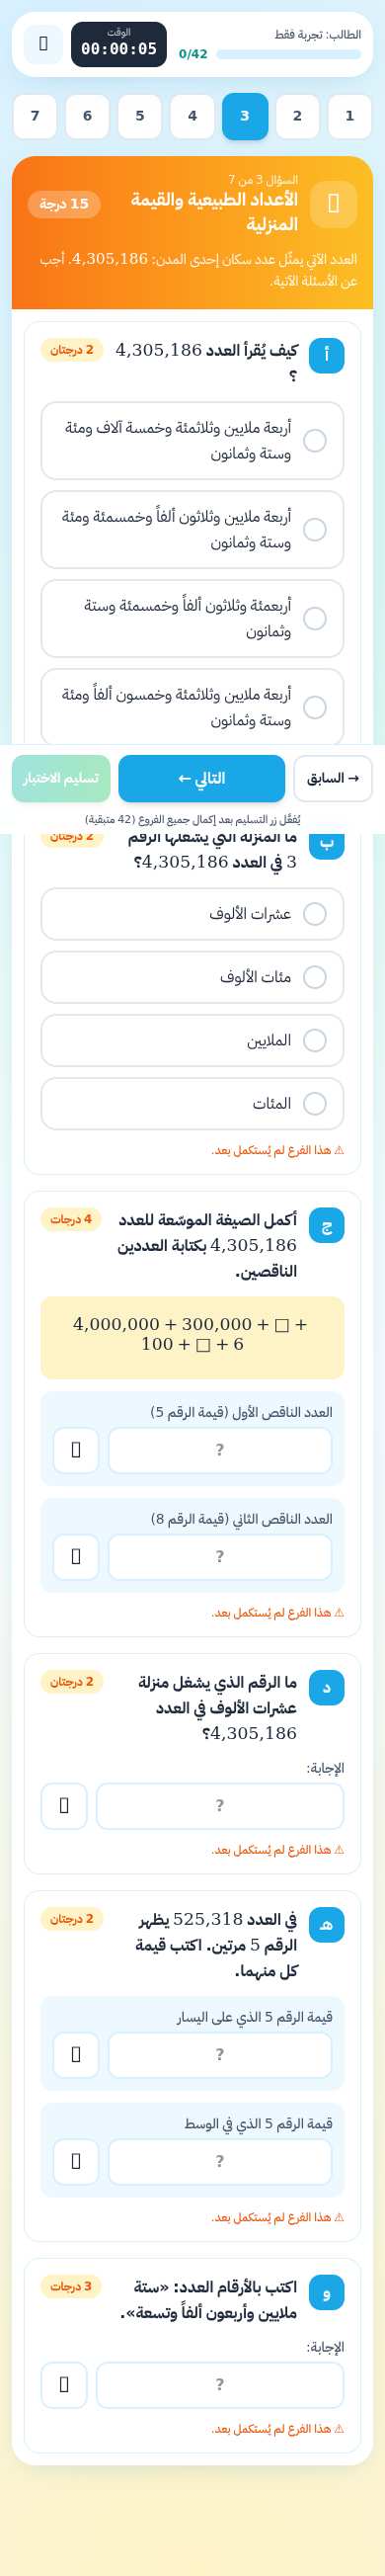 الطالب: تجربة فقط
0/42
الوقت
00:00:05
1
2
3
4
5
6
7
السؤال 3 من 7
الأعداد الطبيعية والقيمة
المنزلية
15 درجة
العدد الآتي يمثّل عدد سكان إحدى المدن: 4,305,186. أجب
عن الأسئلة الآتية.
أ
كيف يُقرأ العدد 4,305,186
؟
2 درجتان
أربعة ملايين وثلاثمئة وخمسة آلاف ومئة
وستة وثمانون
أربعة ملايين وثلاثون ألفاً وخمسمئة ومئة
وستة وثمانون
أربعمئة وثلاثون ألفاً وخمسمئة وستة
وثمانون
أربعة ملايين وثلاثمئة وخمسون ألفاً ومئة
وستة وثمانون
→ السابق
التالي ←
تسليم الاختبار
يُفعَّل زر التسليم بعد إكمال جميع الفروع (42 متبقية)
ب
ما المنزلة التي يشغلها الرقم
3 في العدد 4,305,186؟
2 درجتان
عشرات الألوف
مئات الألوف
الملايين
المئات
⚠ هذا الفرع لم يُستكمل بعد.
ج
أكمل الصيغة الموسّعة للعدد
4,305,186 بكتابة العددين
الناقصين.
4 درجات
4,000,000 + 300,000 + □ +
100 + □ + 6
العدد الناقص الأول (قيمة الرقم 5)
?
العدد الناقص الثاني (قيمة الرقم 8)
?
⚠ هذا الفرع لم يُستكمل بعد.
د
ما الرقم الذي يشغل منزلة
عشرات الألوف في العدد
4,305,186؟
2 درجتان
الإجابة:
?
⚠ هذا الفرع لم يُستكمل بعد.
هـ
في العدد 525,318 يظهر
الرقم 5 مرتين. اكتب قيمة
كل منهما.
2 درجتان
قيمة الرقم 5 الذي على اليسار
?
قيمة الرقم 5 الذي في الوسط
?
⚠ هذا الفرع لم يُستكمل بعد.
و
اكتب بالأرقام العدد: «ستة
ملايين وأربعون ألفاً وتسعة».
3 درجات
الإجابة:
?
⚠ هذا الفرع لم يُستكمل بعد.